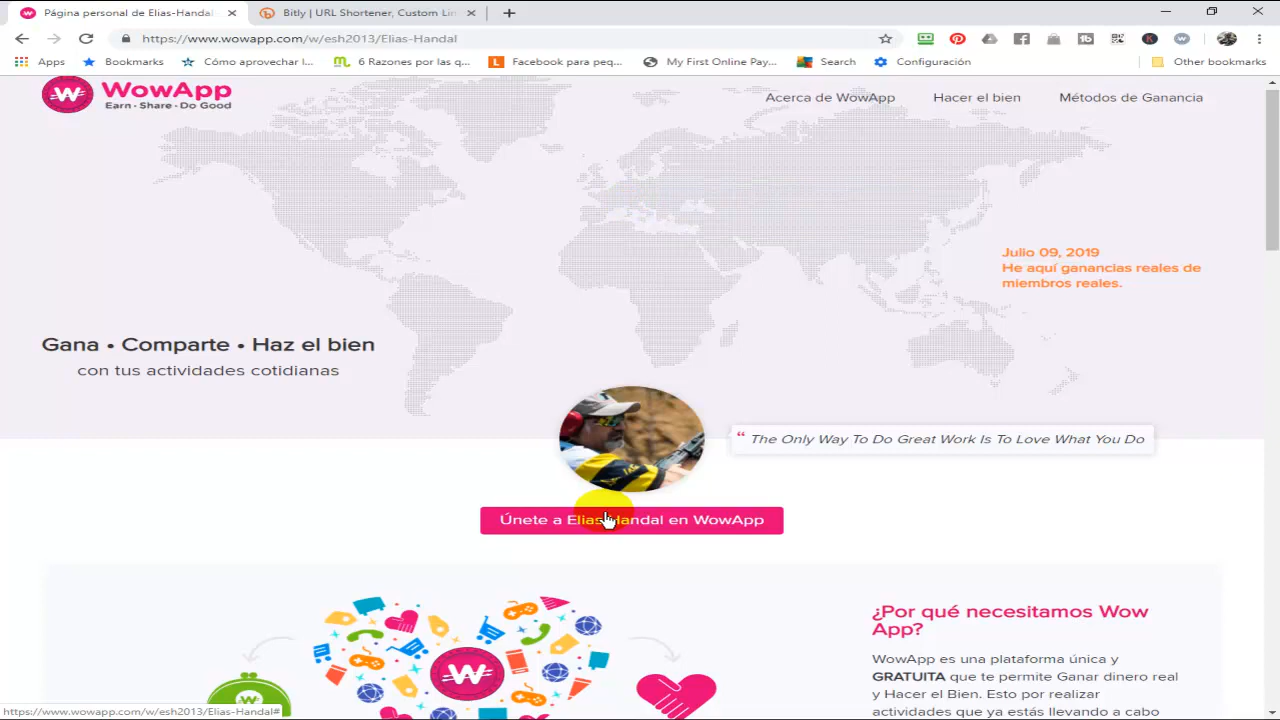 Página personal de Elias-Handal
Bitly | URL Shortener, Custom Lin
https://www.wowapp.com/w/esh2013/Elias-Handal
Apps
Bookmarks
Cómo aprovechar l...
6 Razones por las q...
Facebook para peq...
My First Online Pay...
Search
Configuración
Other bookmarks
WowApp
Earn · Share · Do Good
Acerca de WowApp
Hacer el bien
Métodos de Ganancia
Julio 09, 2019
He aquí ganancias reales de
miembros reales.
Gana • Comparte • Haz el bien
con tus actividades cotidianas
“ The Only Way To Do Great Work Is To Love What You Do
Únete a Elias-Handal en WowApp
¿Por qué necesitamos Wow
App?
WowApp es una plataforma única y
GRATUITA que te permite Ganar dinero real
y Hacer el Bien. Esto por realizar
actividades que ya estás llevando a cabo
https://www.wowapp.com/w/esh2013/Elias-Handal#